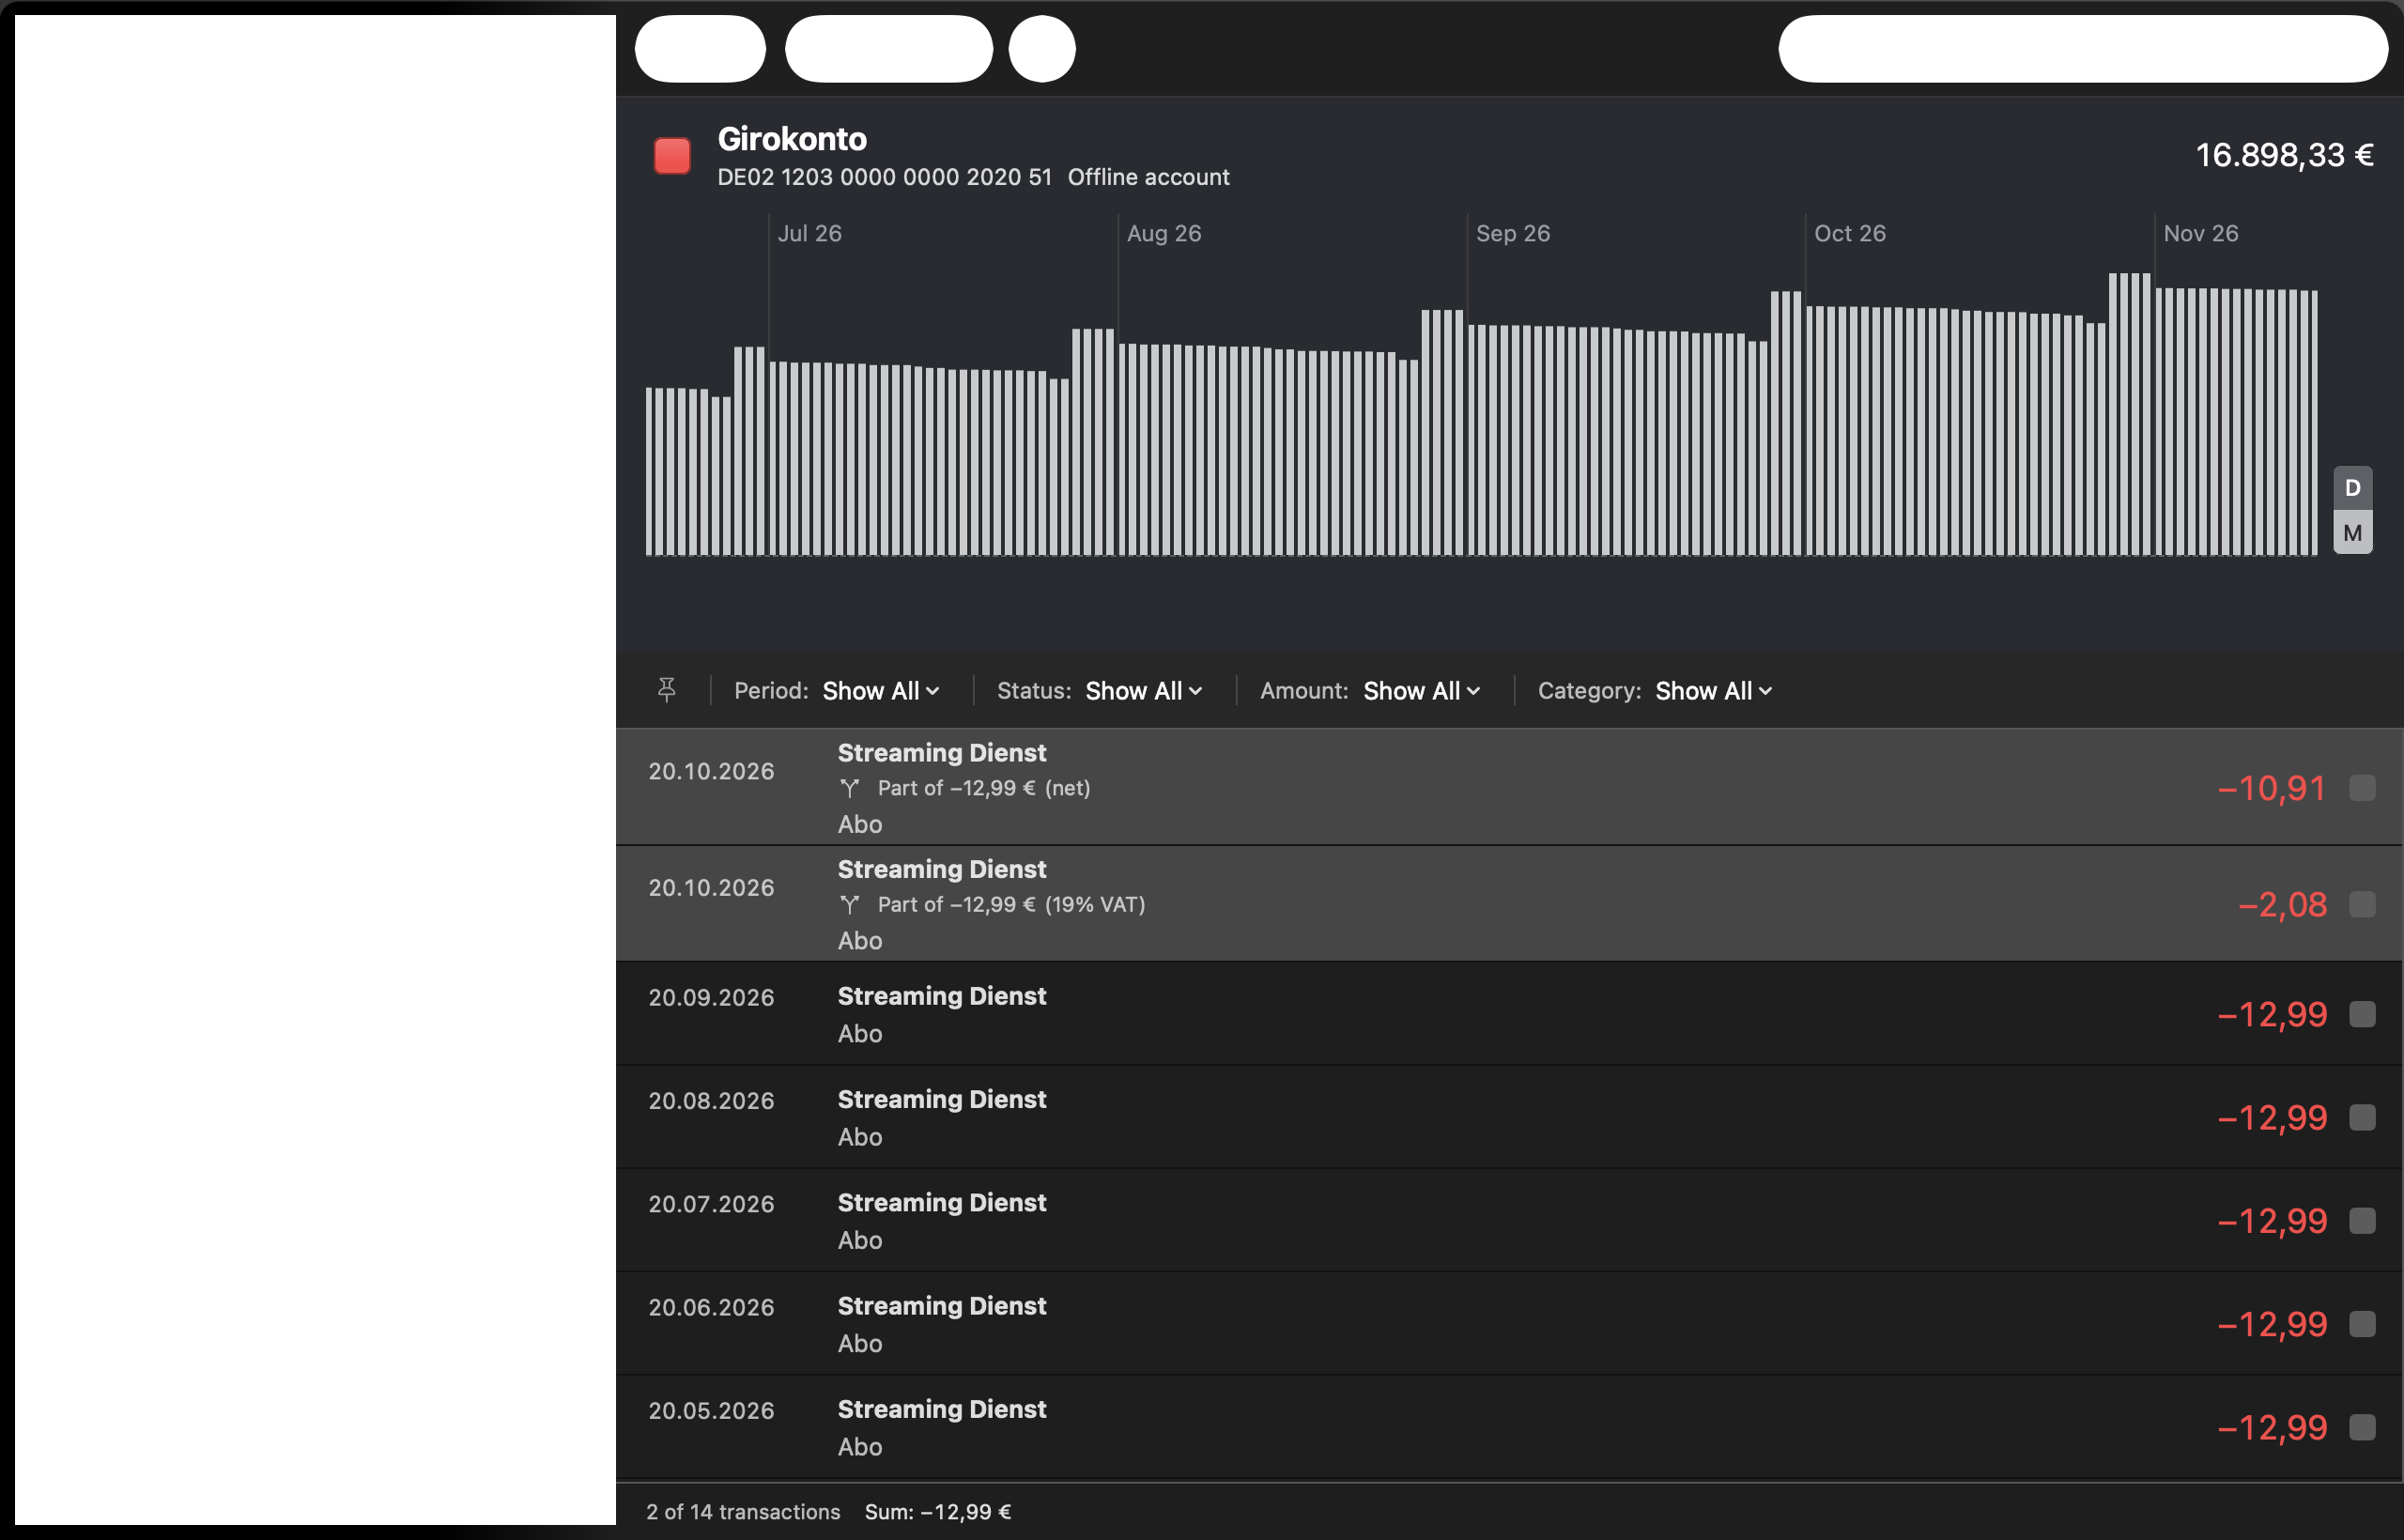 Girokonto
16.898,33 €
DE02 1203 0000 0000 2020 51 Offline account
Jul 26 Aug 26 Sep 26 Oct 26 Nov 26
D
M
Period: Show All Status: Show All Amount: Show All Category: Show All
Streaming Dienst
20.10.2026
Part of –12,99 € (net)
–10,91
Abo
Streaming Dienst
20.10.2026
Part of –12,99 € (19% VAT)
–2,08
Abo
20.09.2026 Streaming Dienst
–12,99
Abo
20.08.2026 Streaming Dienst
–12,99
Abo
20.07.2026 Streaming Dienst
–12,99
Abo
20.06.2026 Streaming Dienst
–12,99
Abo
20.05.2026 Streaming Dienst
–12,99
Abo
2 of 14 transactions Sum: –12,99 €